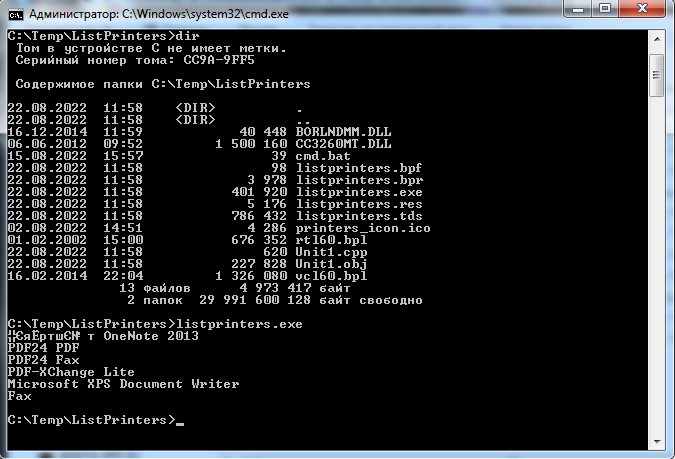 Администратор: C:\Windows\system32\cmd.exe
C:\Temp\ListPrinters>dir
Том в устройстве C не имеет метки.
Серийный номер тома: CC9A-9FF5
Содержимое папки C:\Temp\ListPrinters
22.08.2022 11:58 <DIR> .
22.08.2022 11:58 <DIR> ..
16.12.2014 11:59 40 448 BORLNDMM.DLL
06.06.2012 09:52 1 500 160 CC3260MT.DLL
15.08.2022 15:57 39 cmd.bat
22.08.2022 11:58 98 listprinters.bpf
22.08.2022 11:58 3 978 listprinters.bpr
22.08.2022 11:58 401 920 listprinters.exe
22.08.2022 11:58 5 176 listprinters.res
22.08.2022 11:58 786 432 listprinters.tds
02.08.2022 14:51 4 286 printers_icon.ico
01.02.2002 15:00 676 352 rtl60.bpl
22.08.2022 11:58 620 Unit1.cpp
22.08.2022 11:58 227 828 Unit1.obj
16.02.2014 22:04 1 326 080 vcl60.bpl
13 файлов 4 973 417 байт
2 папок 29 991 600 128 байт свободно
C:\Temp\ListPrinters>listprinters.exe
т OneNote 2013
PDF24 PDF
PDF24 Fax
PDF-XChange Lite
Microsoft XPS Document Writer
Fax
C:\Temp\ListPrinters>_